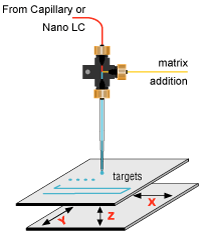 From Capillary or
Nano LC
matrix
addition
targets
X
Y
Z